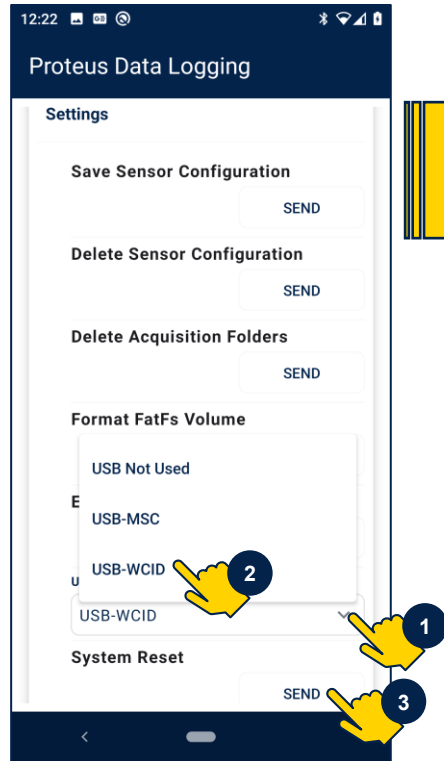 12:22
Proteus Data Logging
Settings
Save Sensor Configuration
SEND
Delete Sensor Configuration
SEND
Delete Acquisition Folders
SEND
Format FatFs Volume
USB Not Used
E
USB-MSC
USB-WCID
2
U
USB-WCID
1
System Reset
SEND
3